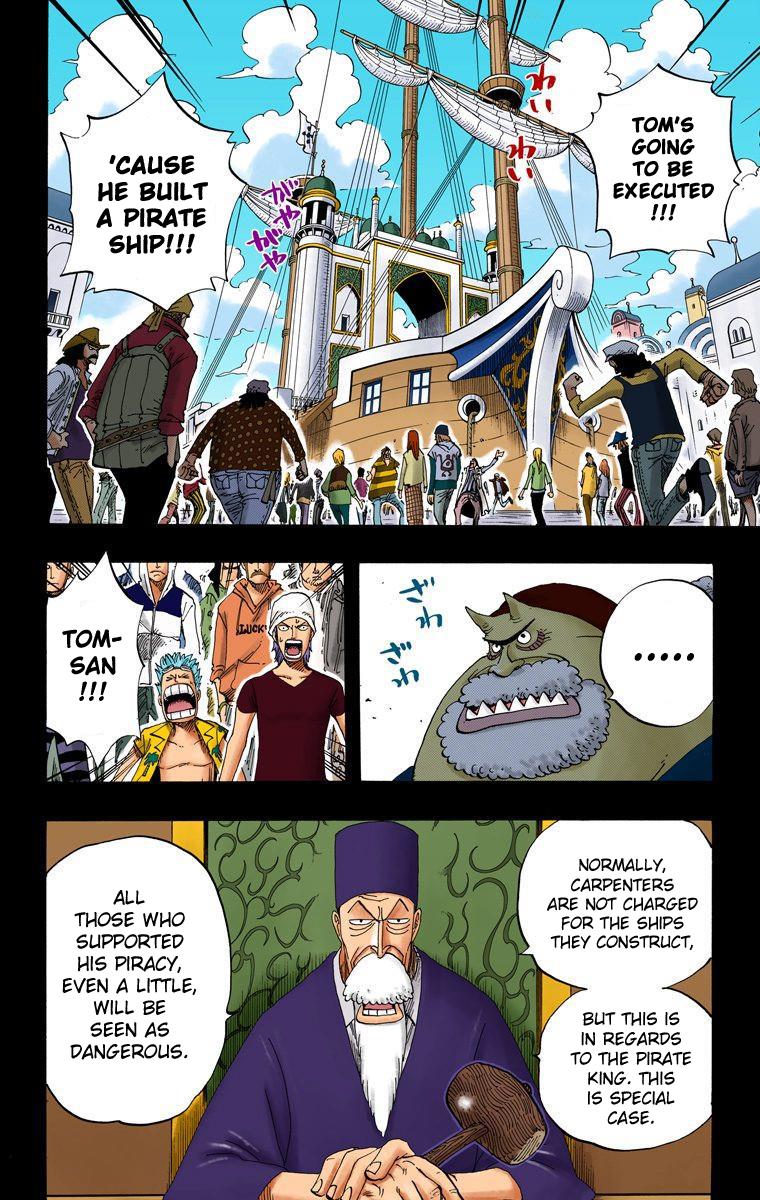 TOM'S
GOING
TO BE
EXECUTED
!!!
わい
わい
'CAUSE
HE BUILT
A PIRATE
SHIP!!!
がや
がや
.....
ざわ
ざわ
TOM-
SAN
!!!
LUCKY
NORMALLY,
CARPENTERS
ARE NOT CHARGED
FOR THE SHIPS
THEY CONSTRUCT,
BUT THIS IS
IN REGARDS
TO THE PIRATE
KING. THIS
IS SPECIAL
CASE.
ALL
THOSE WHO
SUPPORTED
HIS PIRACY,
EVEN A LITTLE,
WILL BE
SEEN AS
DANGEROUS.